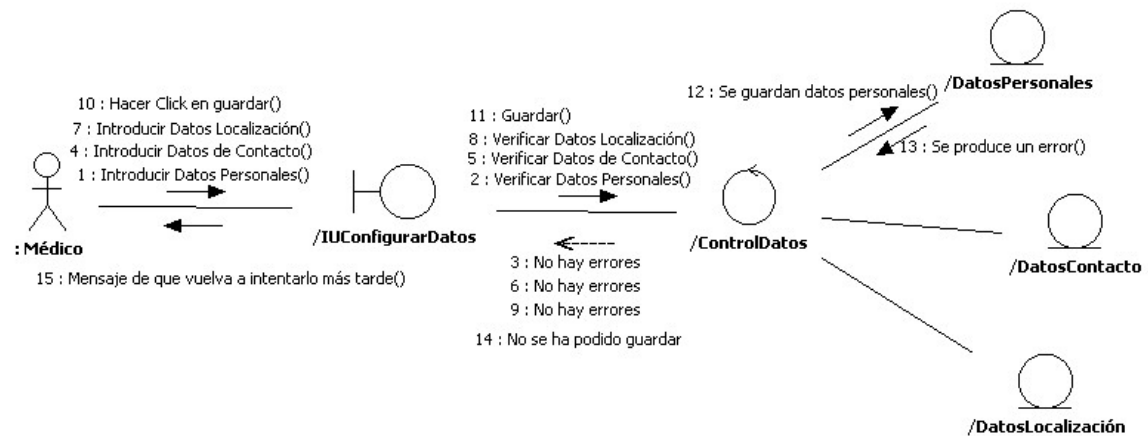 10 : Hacer Click en guardar()
7 : Introducir Datos Localización()
4 : Introducir Datos de Contacto()
1 : Introducir Datos Personales()
: Médico
15 : Mensaje de que vuelva a intentarlo más tarde()
/IUConfigurarDatos
11 : Guardar()
8 : Verificar Datos Localización()
5 : Verificar Datos de Contacto()
2 : Verificar Datos Personales()
3 : No hay errores
6 : No hay errores
9 : No hay errores
14 : No se ha podido guardar
/ControlDatos
12 : Se guardan datos personales()
/DatosPersonales
13 : Se produce un error()
/DatosContacto
/DatosLocalización